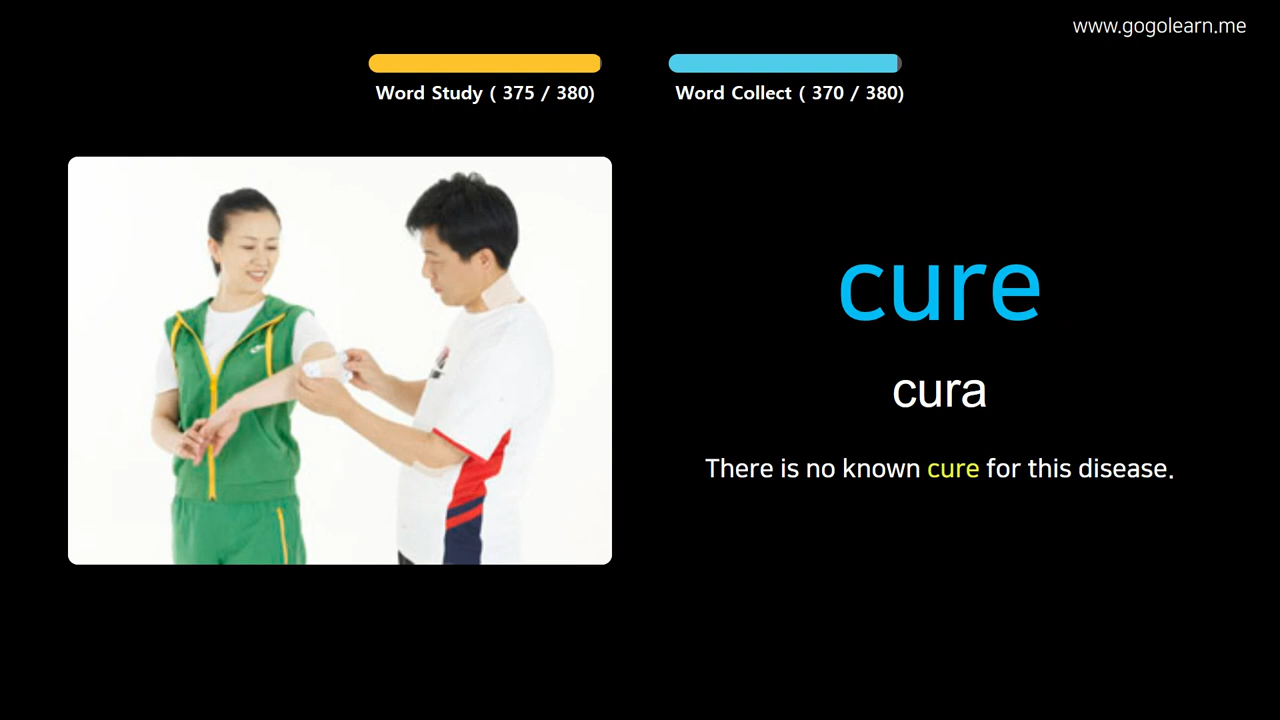 www.gogolearn.me
Word Study ( 375 / 380)
Word Collect ( 370 / 380)
cure
cura
There is no known cure for this disease.